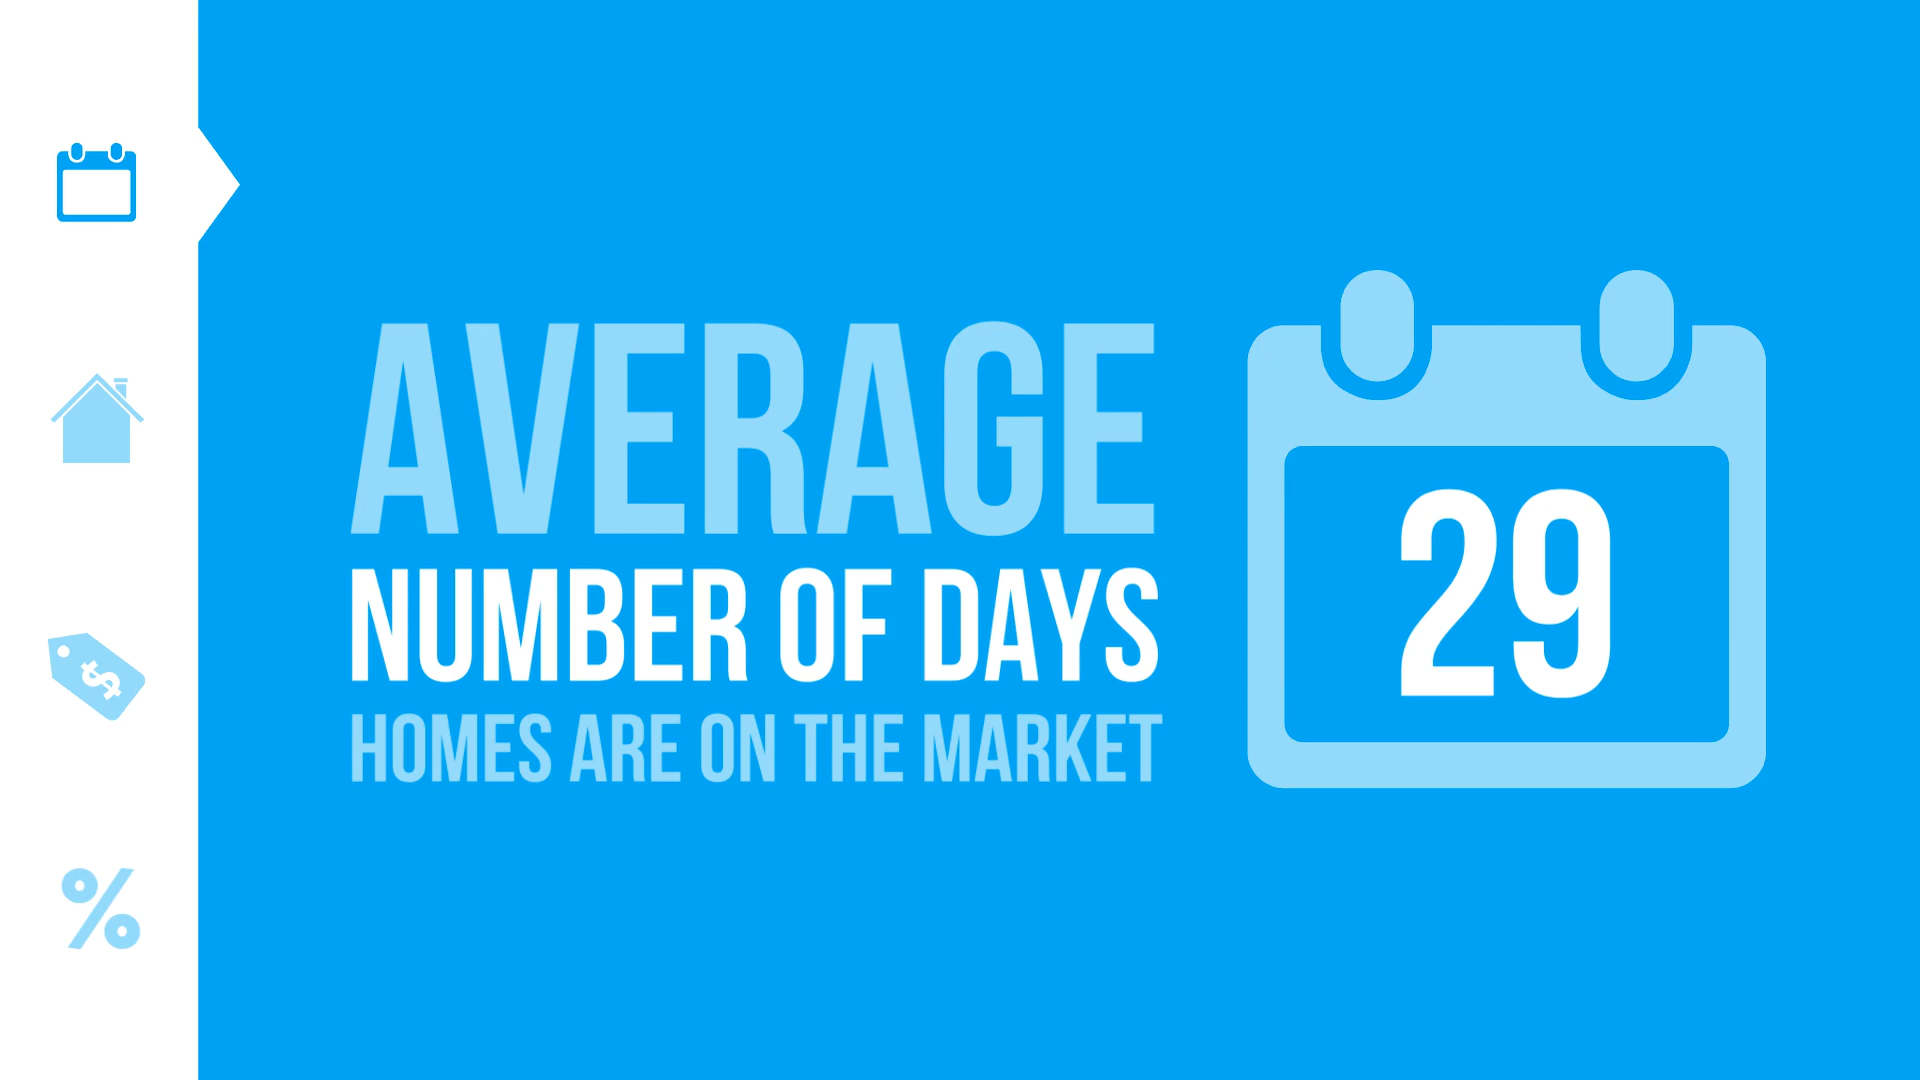 AVERAGE
NUMBER OF DAYS
HOMES ARE ON THE MARKET
29
$
%